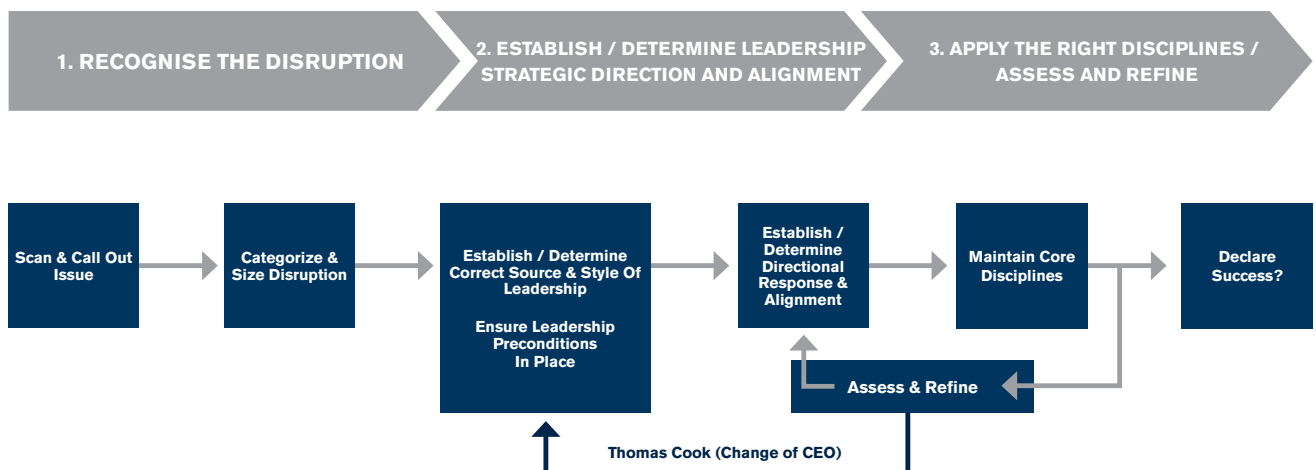 1. RECOGNISE THE DISRUPTION
2. ESTABLISH / DETERMINE LEADERSHIP
STRATEGIC DIRECTION AND ALIGNMENT
3. APPLY THE RIGHT DISCIPLINES /
ASSESS AND REFINE
Scan & Call Out
Issue
Categorize &
Size Disruption
Establish / Determine
Correct Source & Style Of
Leadership
Ensure Leadership
Preconditions
In Place
Establish /
Determine
Directional
Response &
Alignment
Maintain Core
Disciplines
Declare
Success?
Assess & Refine
Thomas Cook (Change of CEO)